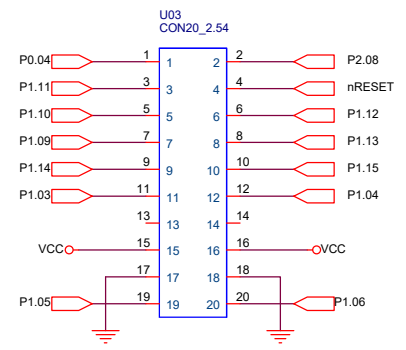 U03
CON20_2.54
P0.04 1 1 2 2 P2.08
P1.11 3 3 4 4 nRESET
P1.10 5 5 6 6 P1.12
P1.09 7 7 8 8 P1.13
P1.14 9 9 10 10 P1.15
P1.03 11 11 12 12 P1.04
13 13 14 14
VCC 15 15 16 16 VCC
17 17 18 18
P1.05 19 19 20 20 P1.06